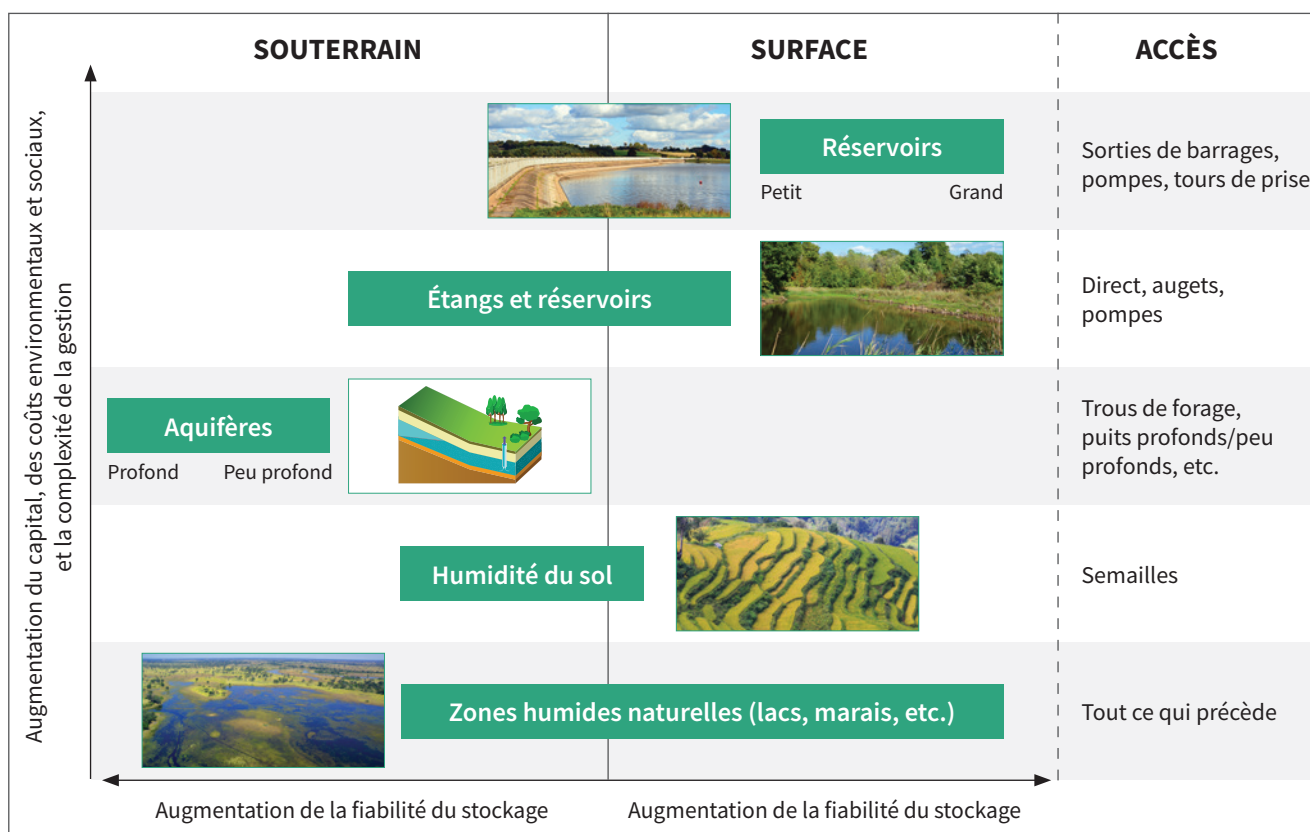 SOUTERRAIN
SURFACE
ACCÈS
Augmentation du capital, des coûts environmentaux et sociaux,
et la complexité de la gestion
Réservoirs
Petit
Grand
Sorties de barrages,
pompes, tours de prise
Étangs et réservoirs
Direct, augets,
pompes
Aquifères
Profond
Peu profond
Trous de forage,
puits profonds/peu
profonds, etc.
Humidité du sol
Semailles
Zones humides naturelles (lacs, marais, etc.)
Tout ce qui précède
Augmentation de la fiabilité du stockage
Augmentation de la fiabilité du stockage